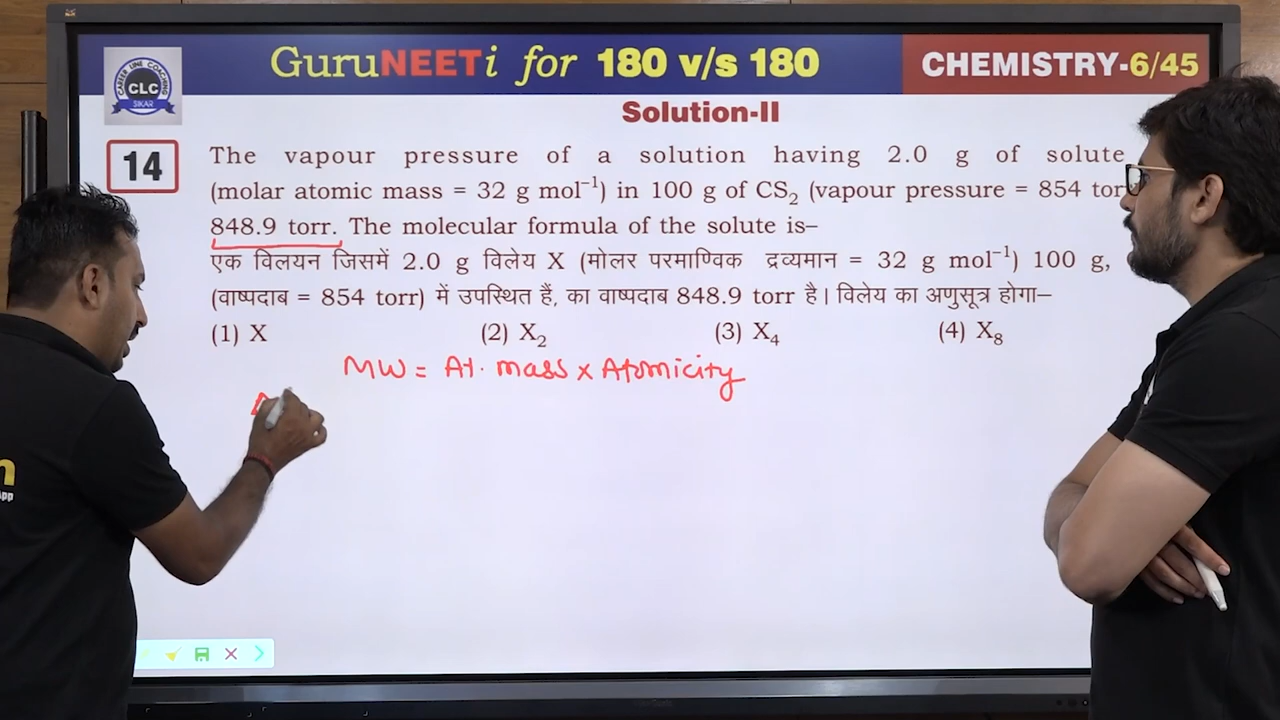 GuruNEETi for 180 v/s 180
CHEMISTRY-6/45
CAREER LINE COACHING
CLC
SIKAR
Solution-II
14
The vapour pressure of a solution having 2.0 g of solute
(molar atomic mass = 32 g mol⁻¹) in 100 g of CS₂ (vapour pressure = 854 tor
848.9 torr. The molecular formula of the solute is–
एक विलयन जिसमें 2.0 g विलेय X (मोलर परमाण्विक द्रव्यमान = 32 g mol⁻¹) 100 g,
(वाष्पदाब = 854 torr) में उपस्थित हैं, का वाष्पदाब 848.9 torr है। विलेय का अणुसूत्र होगा–
(1) X (2) X₂ (3) X₄ (4) X₈
MW = At. mass x Atomicity
n
App